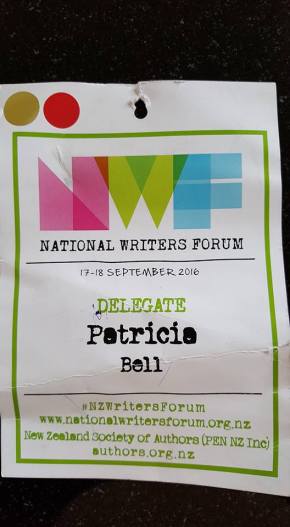 NWF
NATIONAL WRITERS FORUM
17-18 SEPTEMBER 2016
DELEGATE
Patricia
Bell
#NZWritersForum
www.nationalwritersforum.org.nz
New Zealand Society of Authors (PEN NZ Inc)
authors.org.nz